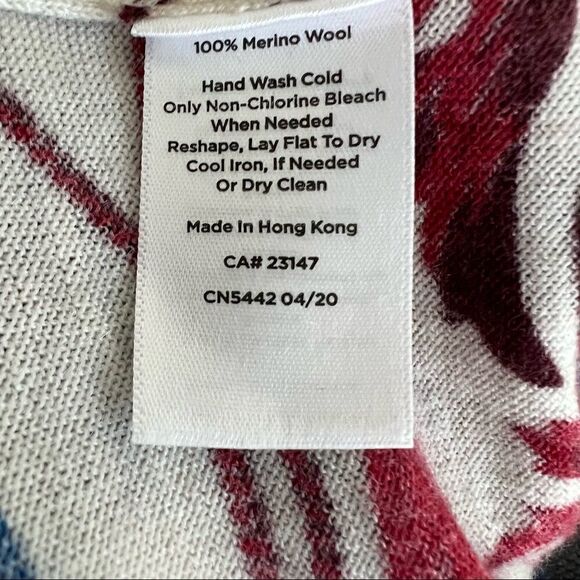 100% Merino Wool
Hand Wash Cold
Only Non-Chlorine Bleach
When Needed
Reshape, Lay Flat To Dry
Cool Iron, If Needed
Or Dry Clean
Made In Hong Kong
CA# 23147
CN5442 04/20